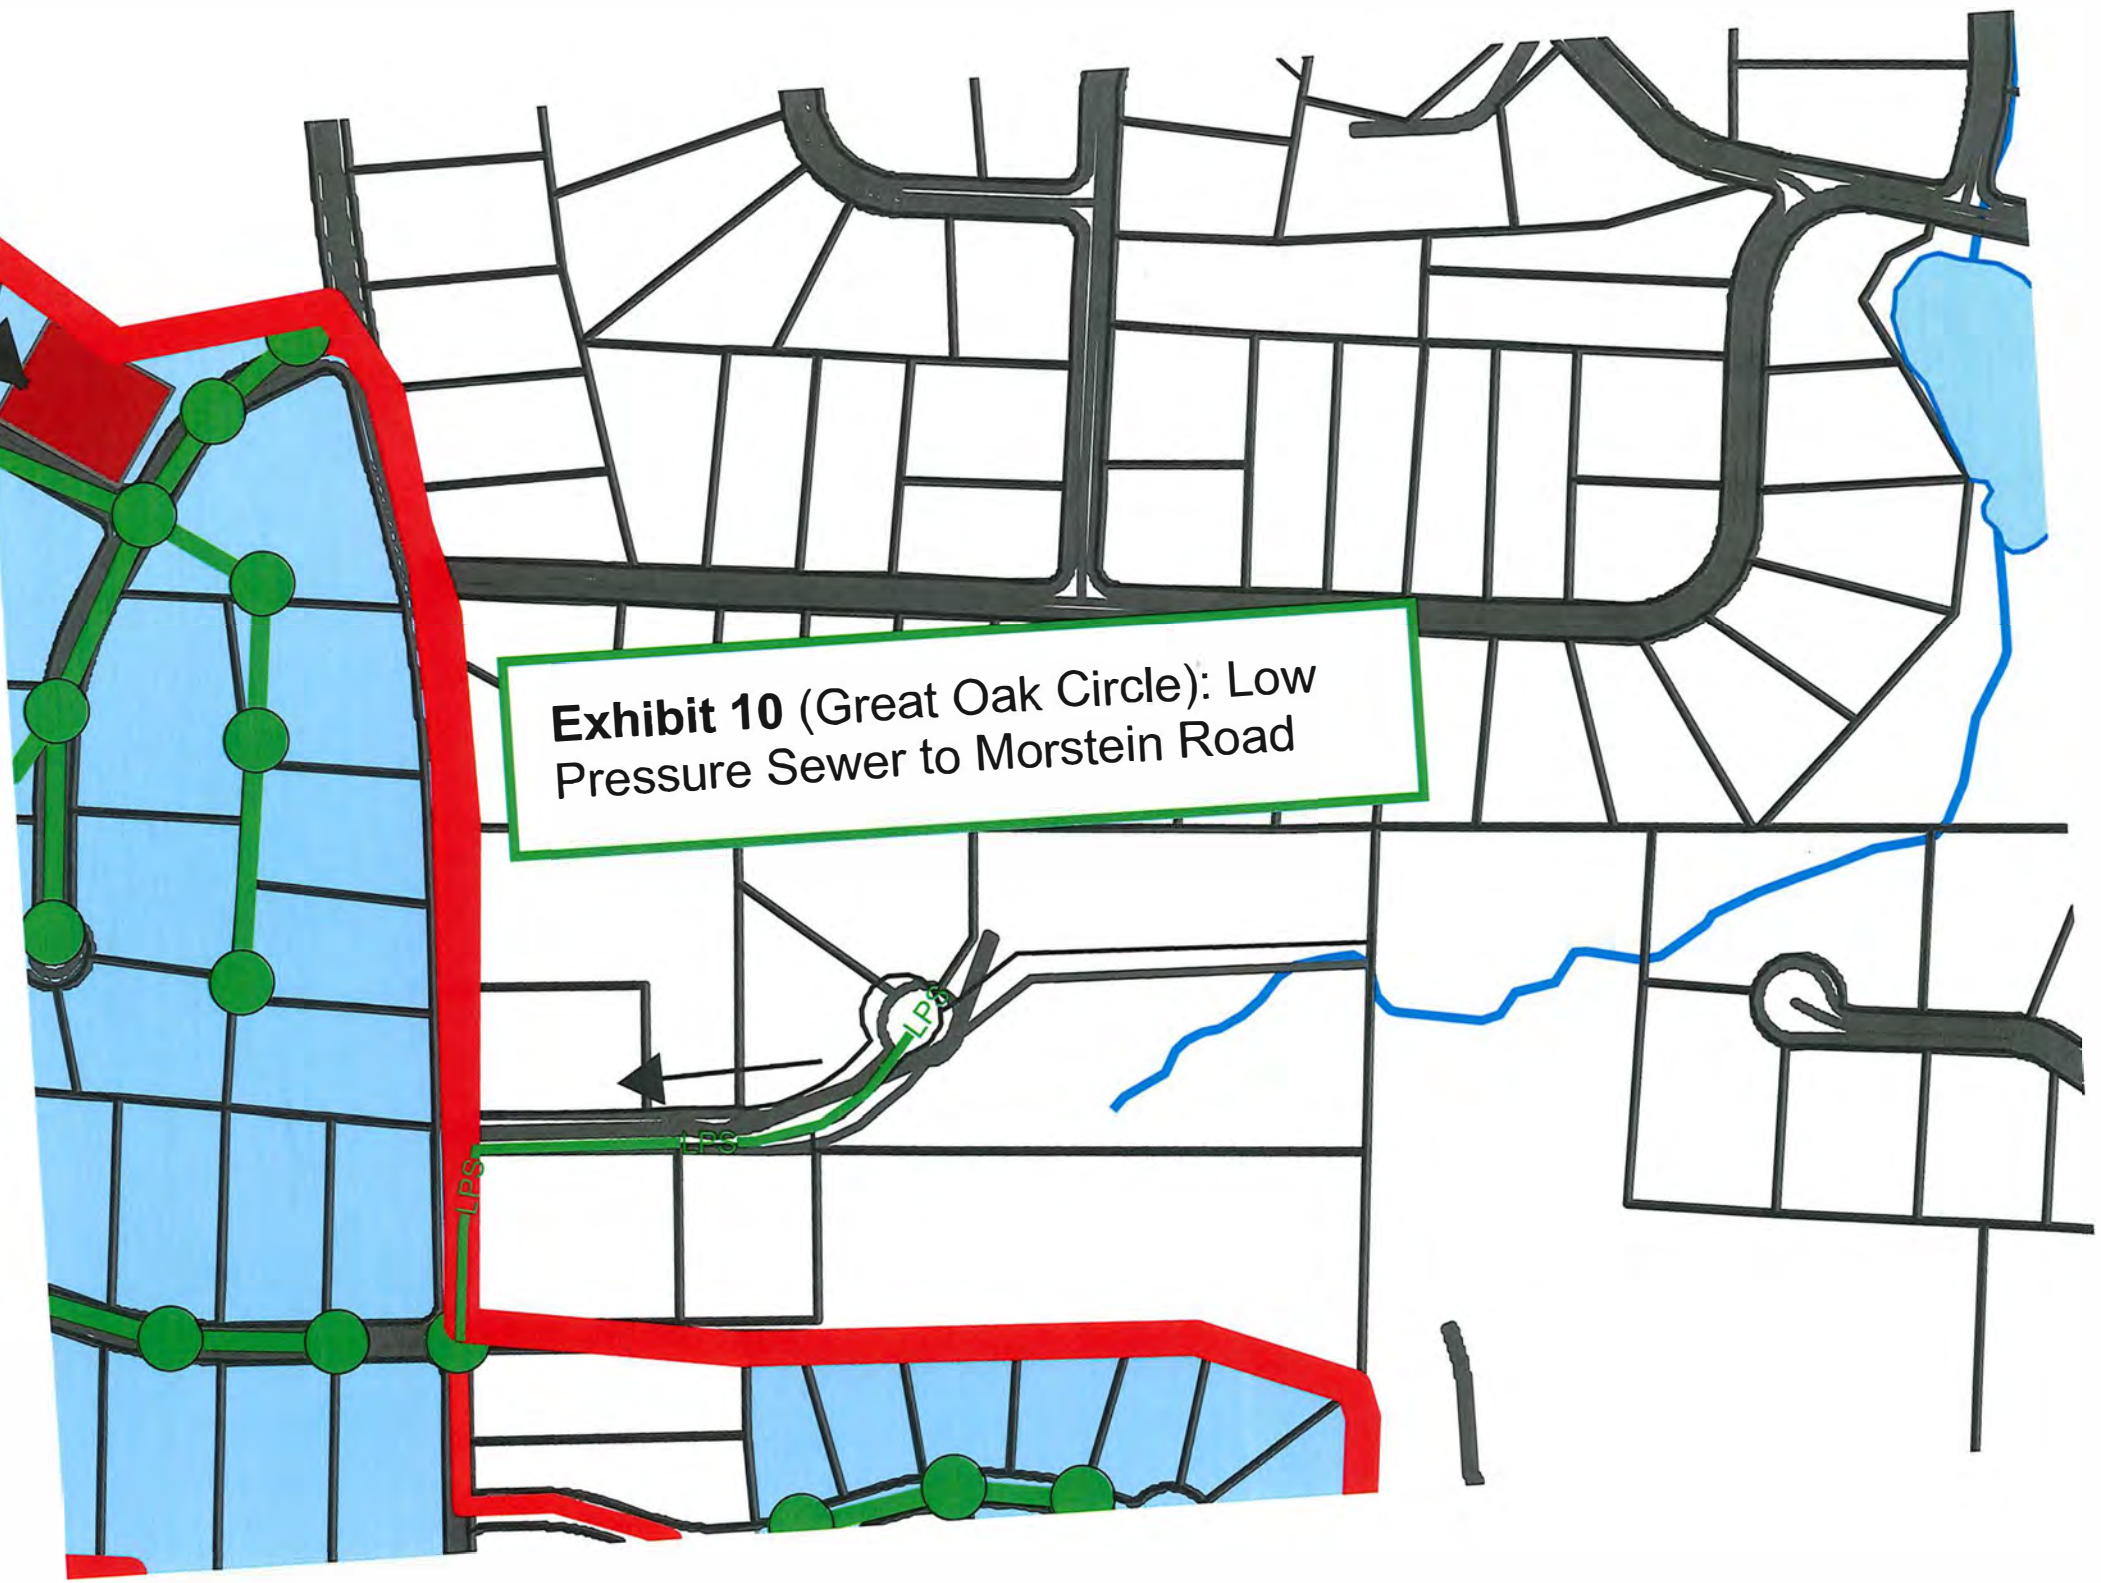 Exhibit 10 (Great Oak Circle): Low
Pressure Sewer to Morstein Road
LPS
LPS
LPS